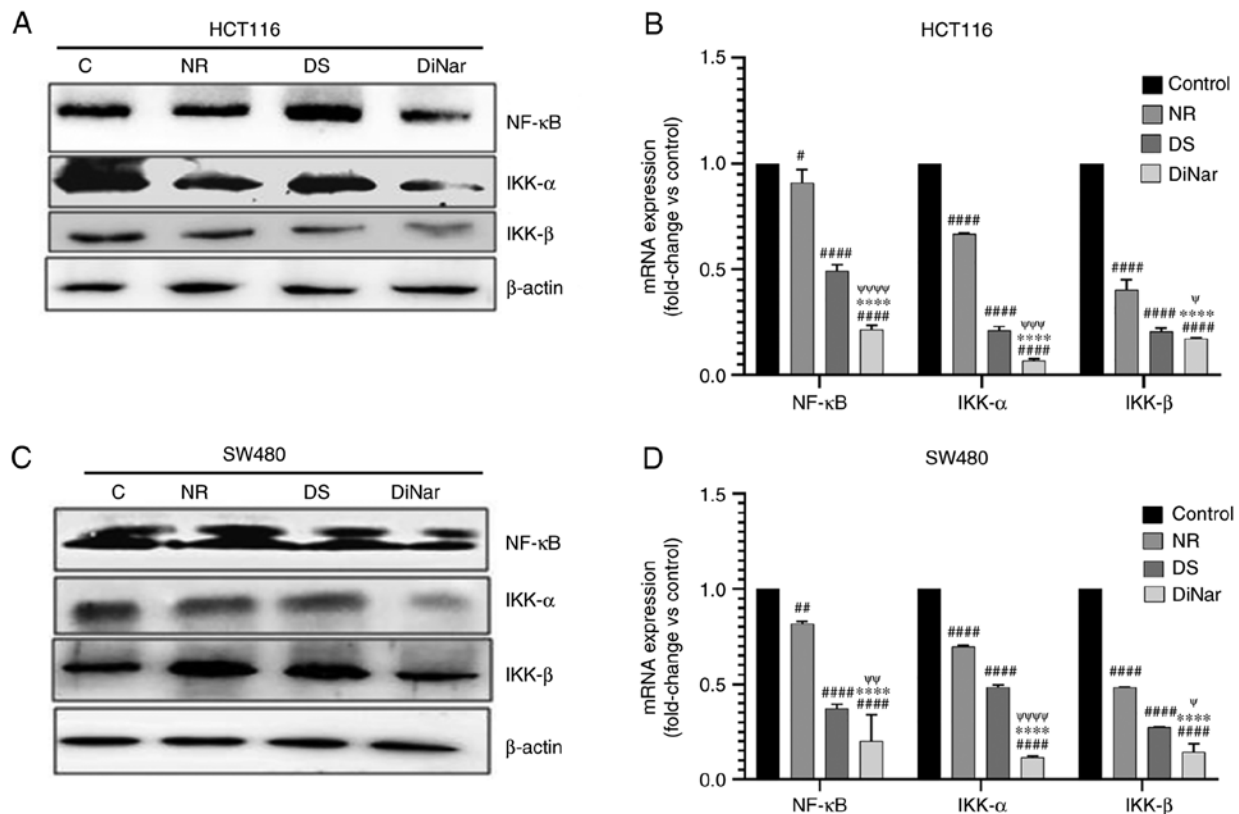 A
HCT116
C NR DS DiNar
NF-κB
IKK-α
IKK-β
β-actin
B
HCT116
mRNA expression
(fold-change vs control)
1.5
1.0
0.5
0.0
Control
NR
DS
DiNar
#
####
ψψψψ
****
####
####
####
ψψψ
****
####
####
####
ψ
****
####
NF-κB IKK-α IKK-β
C
SW480
C NR DS DiNar
NF-κB
IKK-α
IKK-β
β-actin
D
SW480
mRNA expression
(fold-change vs control)
1.5
1.0
0.5
0.0
Control
NR
DS
DiNar
##
####
ψψ
****
####
####
####
ψψψψ
****
####
####
####
ψ
****
####
NF-κB IKK-α IKK-β